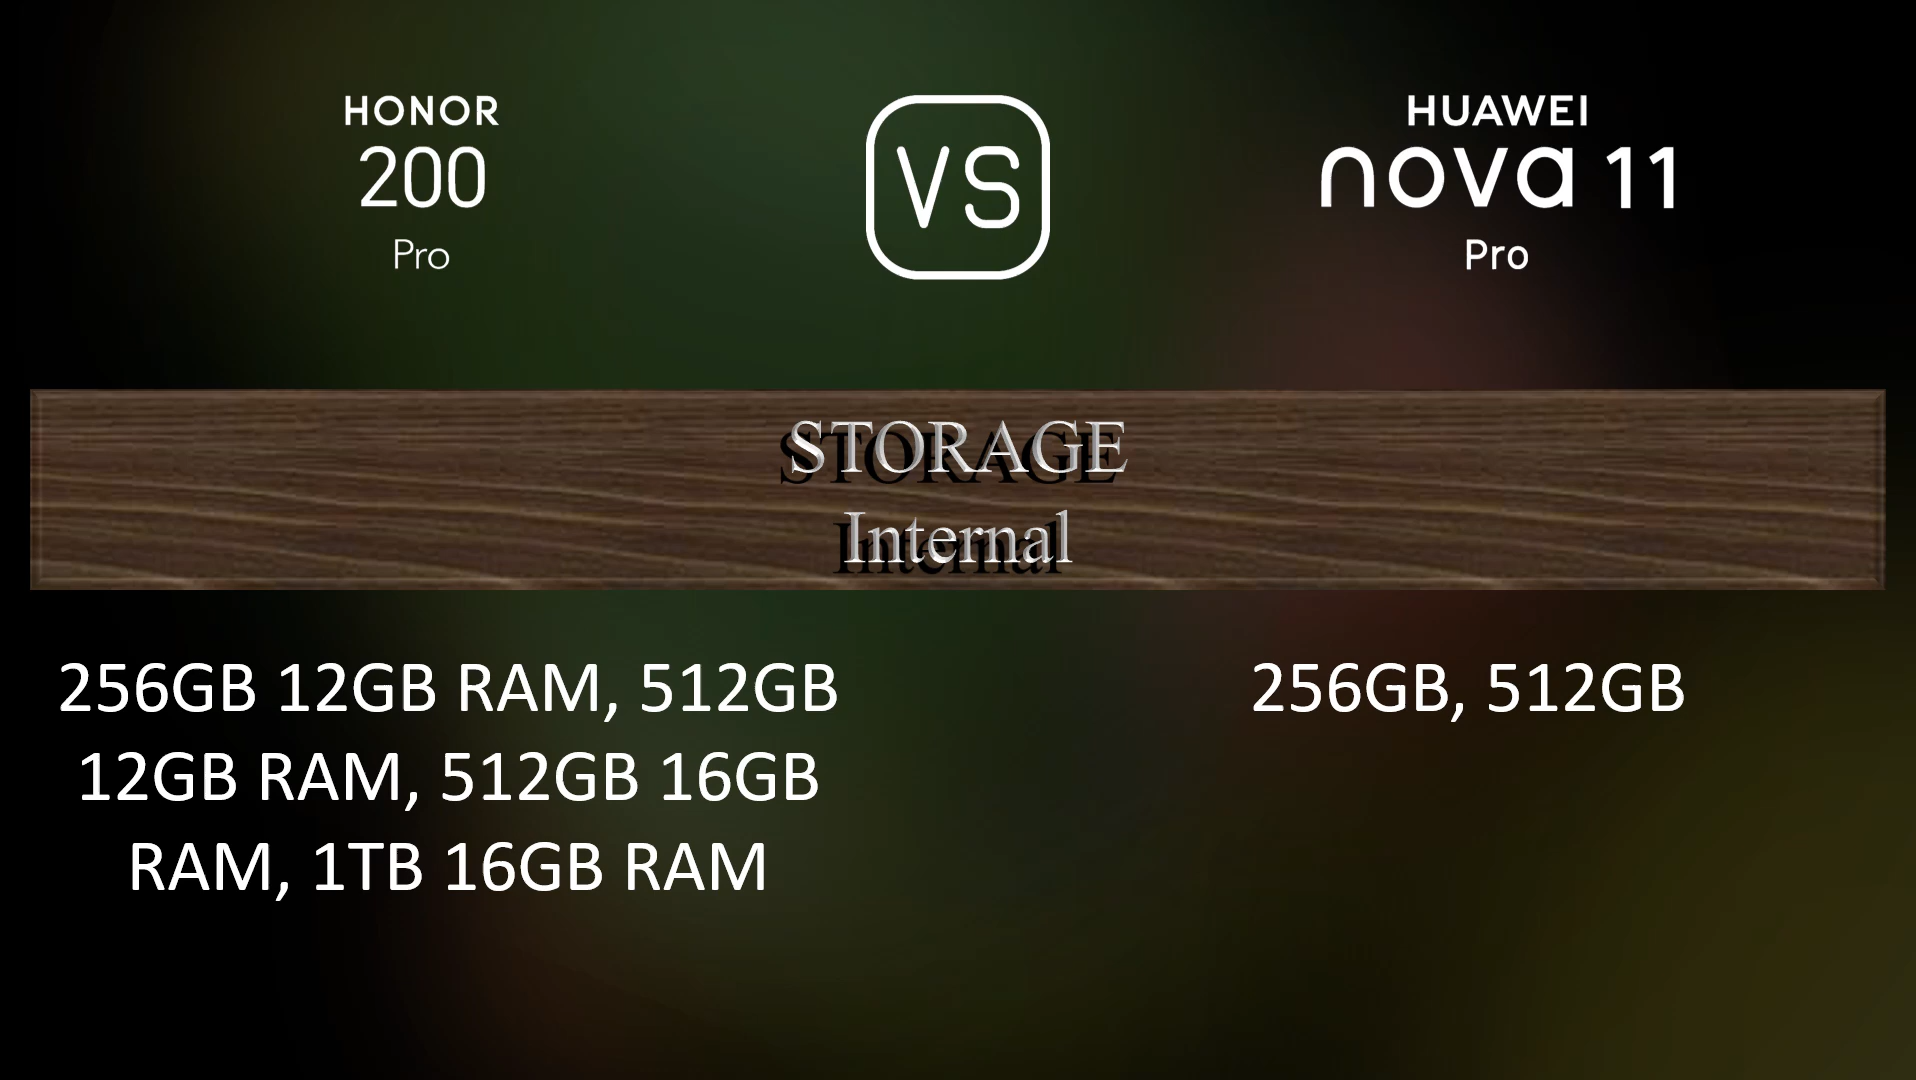 HONOR
200
Pro
VS
HUAWEI
nova 11
Pro
STORAGE
Internal
256GB 12GB RAM, 512GB
12GB RAM, 512GB 16GB
RAM, 1TB 16GB RAM
256GB, 512GB